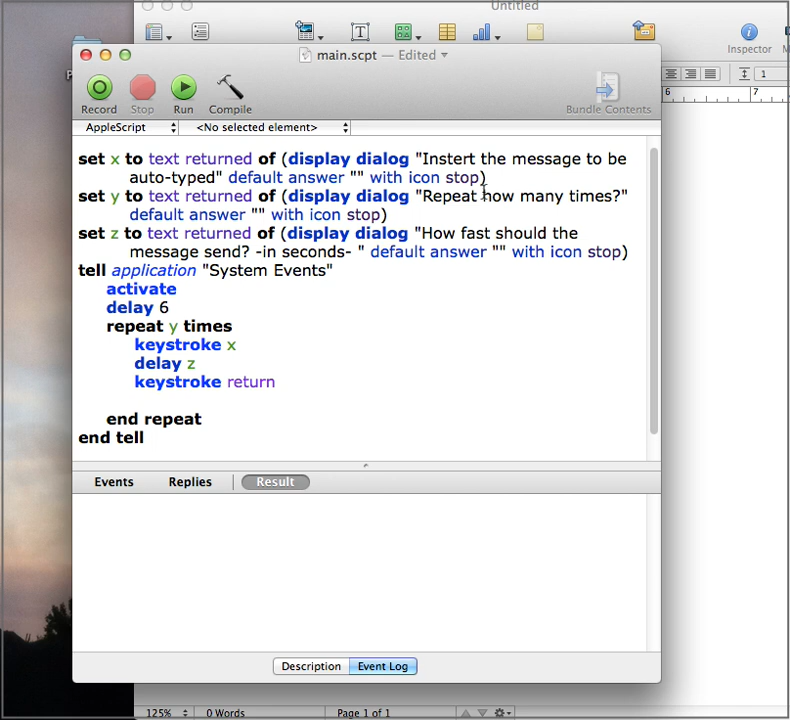 Untitled
Inspector
main.scpt — Edited
Record
Stop
Run
Compile
Bundle Contents
1
AppleScript
<No selected element>
6
7
set x to text returned of (display dialog "Instert the message to be
auto-typed" default answer "" with icon stop)
set y to text returned of (display dialog "Repeat how many times?"
default answer "" with icon stop)
set z to text returned of (display dialog "How fast should the
message send? -in seconds- " default answer "" with icon stop)
tell application "System Events"
activate
delay 6
repeat y times
keystroke x
delay z
keystroke return
end repeat
end tell
Events
Replies
Result
Description
Event Log
125%
0 Words
Page 1 of 1